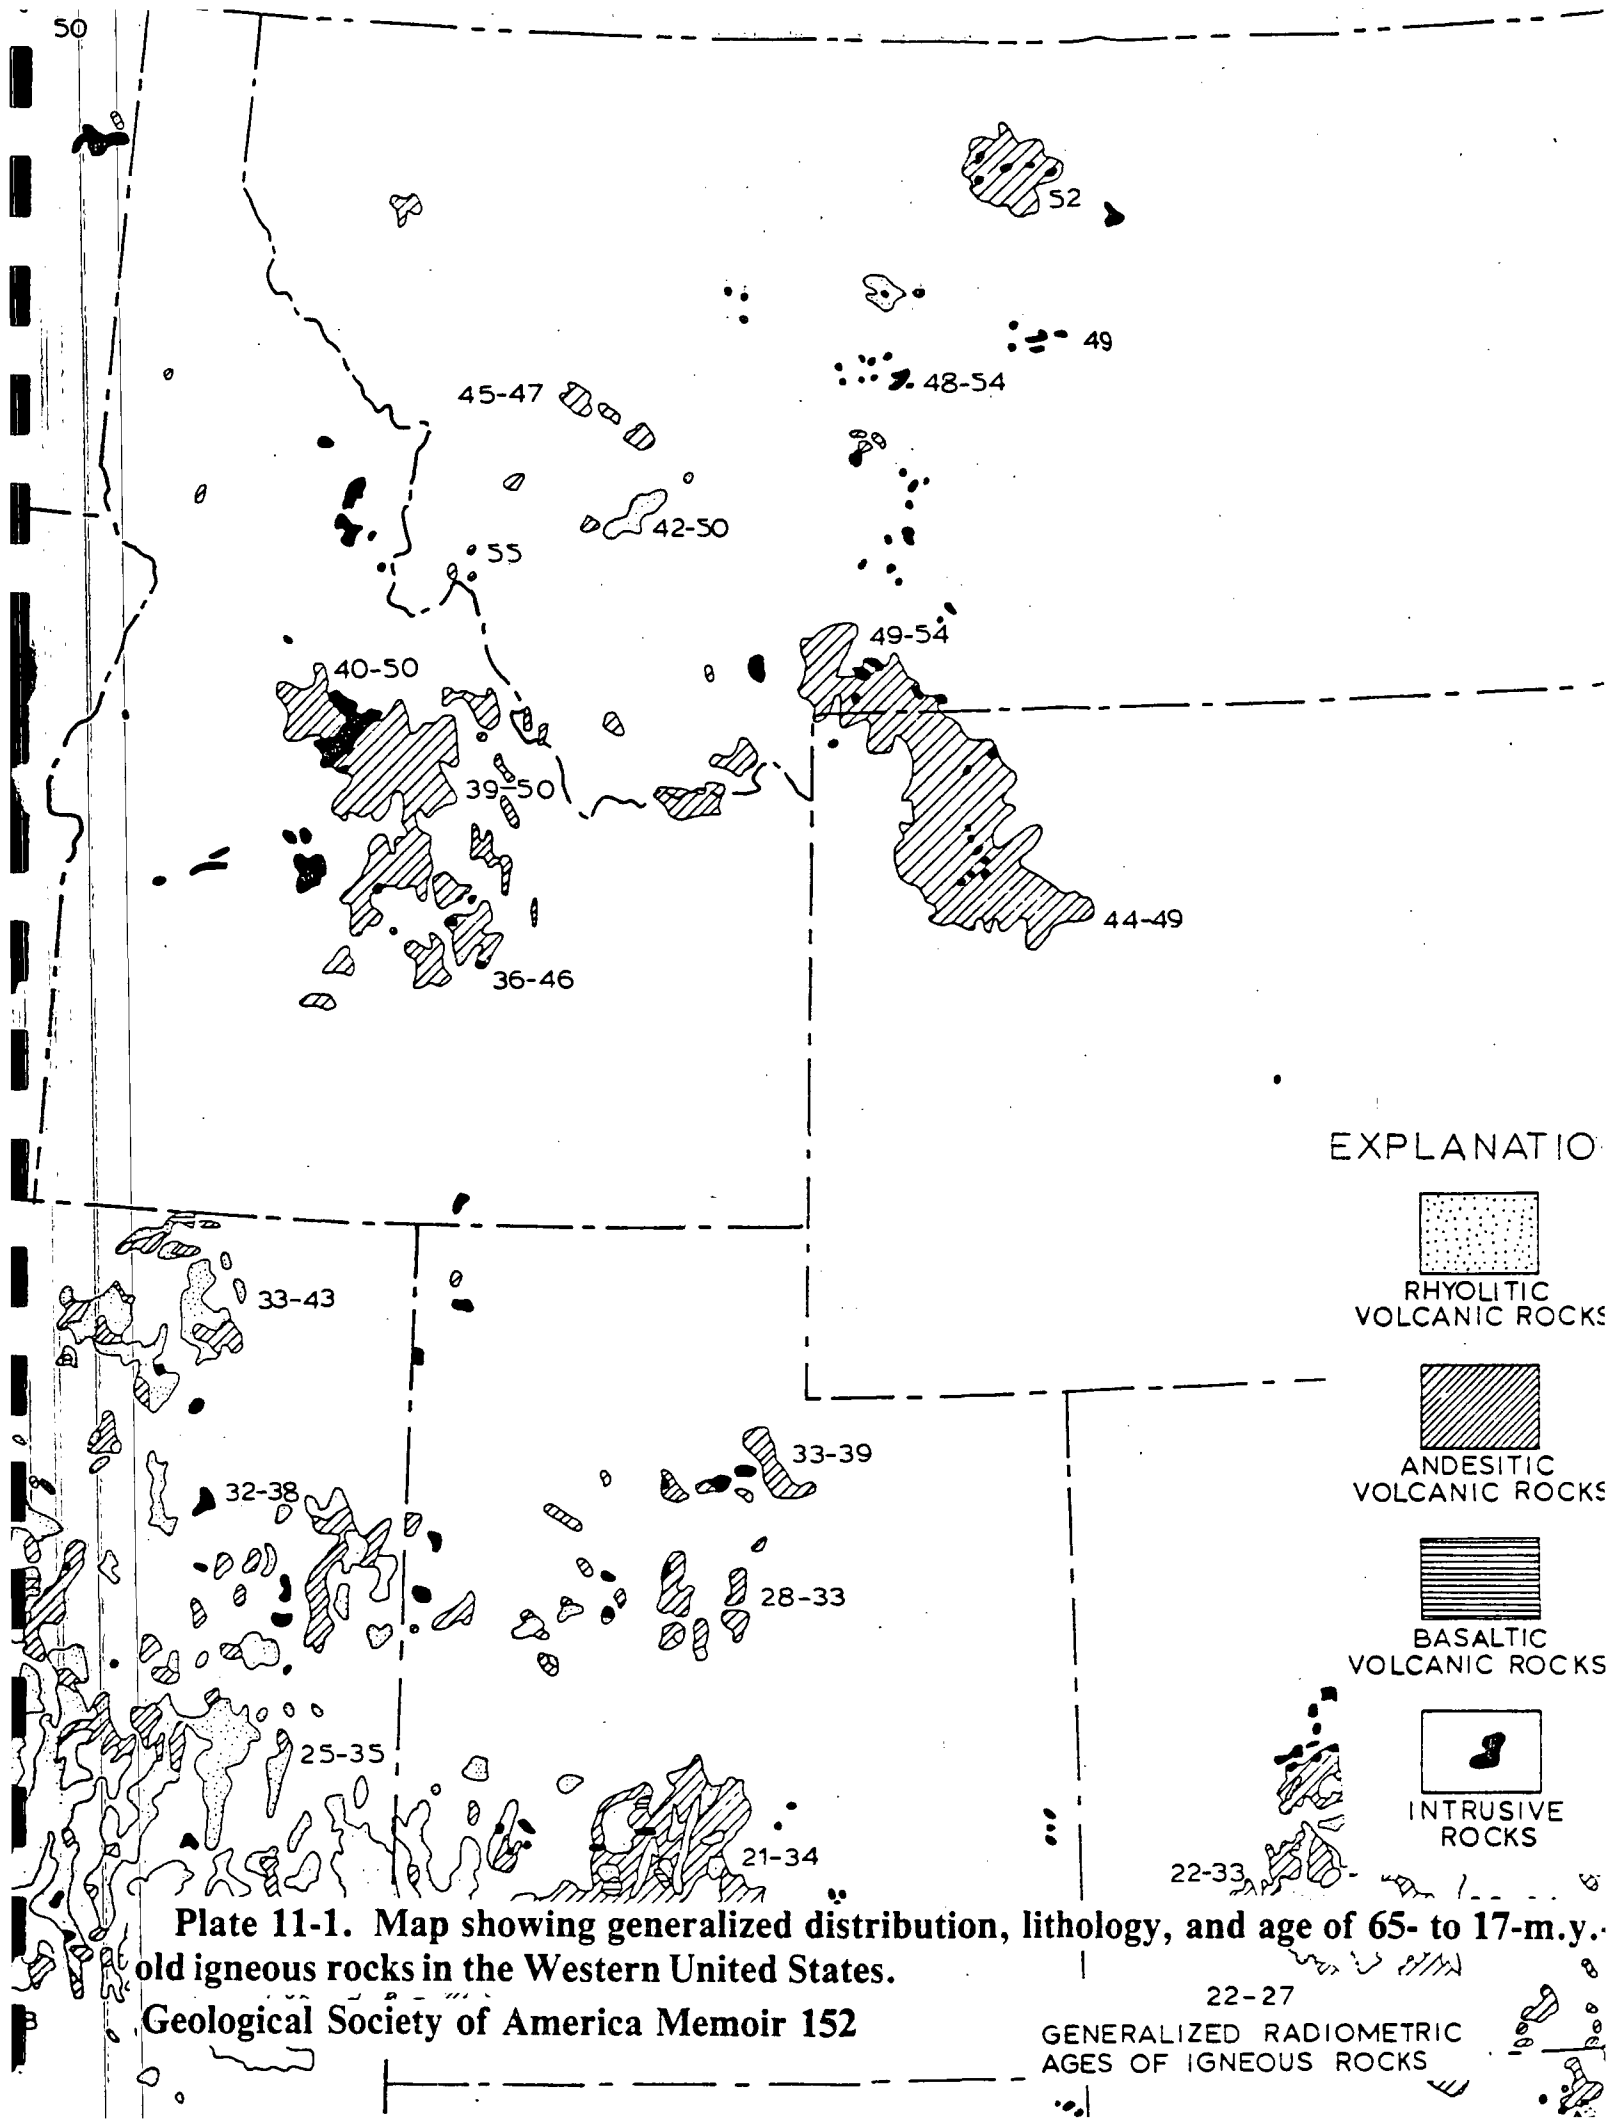 50
52
49
48-54
45-47
42-50
55
49-54
40-50
39-50
44-49
36-46
EXPLANATIO
RHYOLITIC
VOLCANIC ROCKS
33-43
ANDESITIC
VOLCANIC ROCKS
33-39
32-38
28-33
BASALTIC
VOLCANIC ROCKS
25-35
INTRUSIVE
ROCKS
21-34
22-33
Plate 11-1. Map showing generalized distribution, lithology, and age of 65- to 17-m.y.-
old igneous rocks in the Western United States.
22-27
Geological Society of America Memoir 152
GENERALIZED RADIOMETRIC
AGES OF IGNEOUS ROCKS